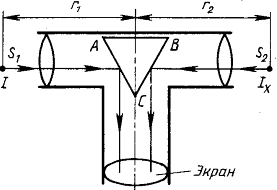 r₁ r₂
A B
S₁ S₂
I Iₓ
C
Экран